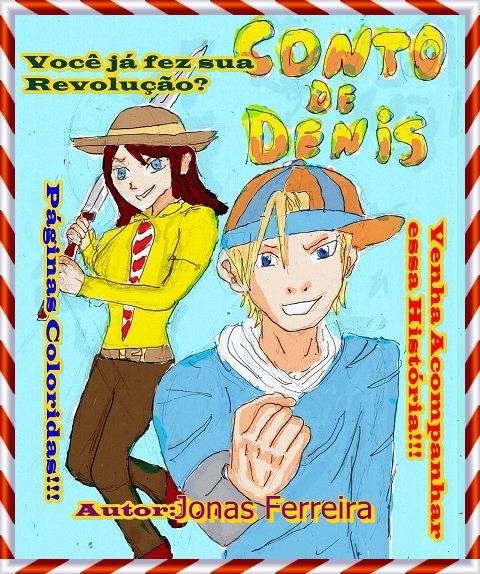 Você já fez sua
Revolução?
CONTO
DE
DENIS
Páginas Coloridas!!!
Venha Acompanhar
essa História!!!
Autor:Jonas Ferreira